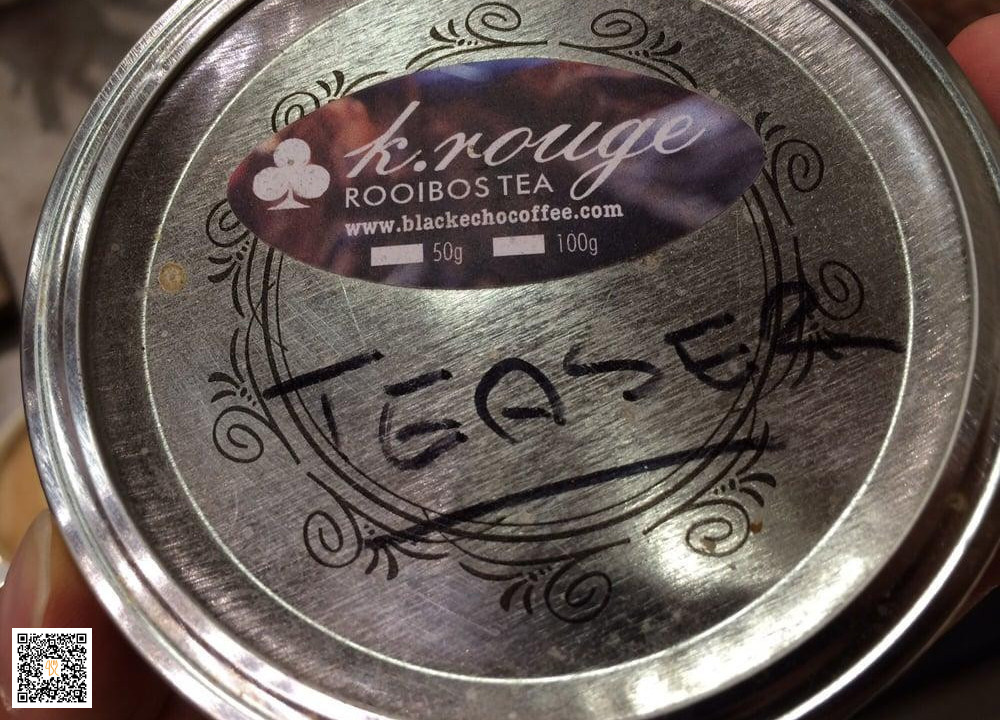 k.rouge
ROOIBOS TEA
www.blackechocoffee.com
50g 100g
TEASER